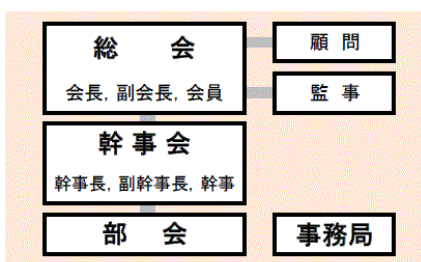 総 会
会長, 副会長, 会員
顧 問
監 事
幹 事 会
幹事長, 副幹事長, 幹事
部 会
事務局